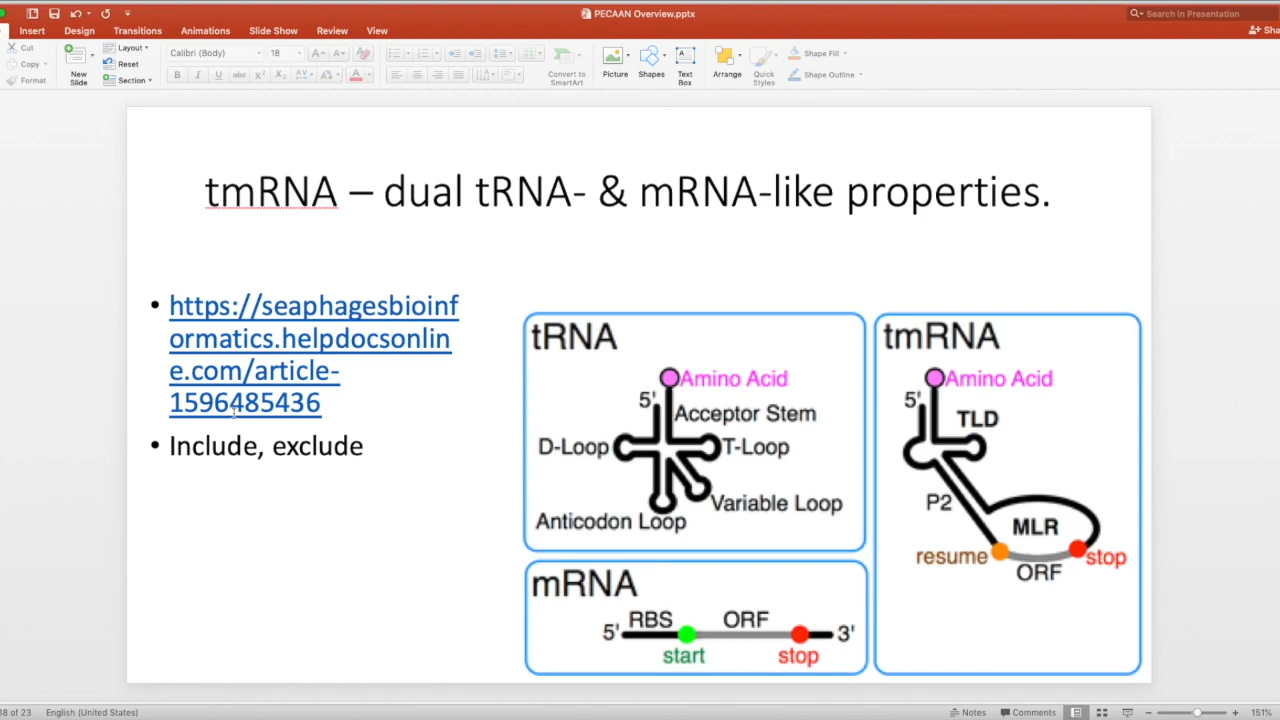 PECAAN Overview.pptx
Search in Presentation
Insert Design Transitions Animations Slide Show Review View
Cut
Copy
Format
New Slide
Layout
Reset
Section
Calibri (Body) 18
Convert to SmartArt
Picture
Shapes
Text Box
Arrange
Quick Styles
Shape Fill
Shape Outline
tmRNA – dual tRNA- & mRNA-like properties.
• https://seaphagesbioinf
ormatics.helpdocsonlin
e.com/article-
1596485436
• Include, exclude
tRNA
Amino Acid
5'
Acceptor Stem
D-Loop
T-Loop
Variable Loop
Anticodon Loop
mRNA
5' RBS ORF 3'
start stop
tmRNA
Amino Acid
5'
TLD
P2
MLR
resume
stop
ORF
18 of 23 English (United States)
Notes Comments 151%